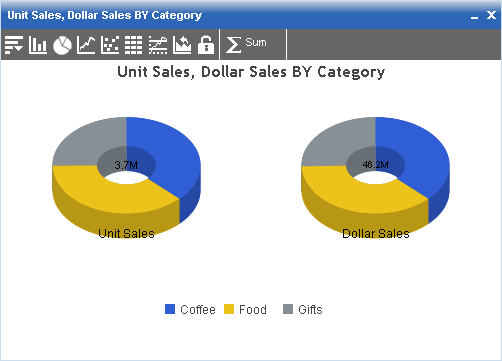 Unit Sales, Dollar Sales BY Category
Sum
Unit Sales, Dollar Sales BY Category
3.7M
46.2M
Unit Sales
Dollar Sales
Coffee Food Gifts